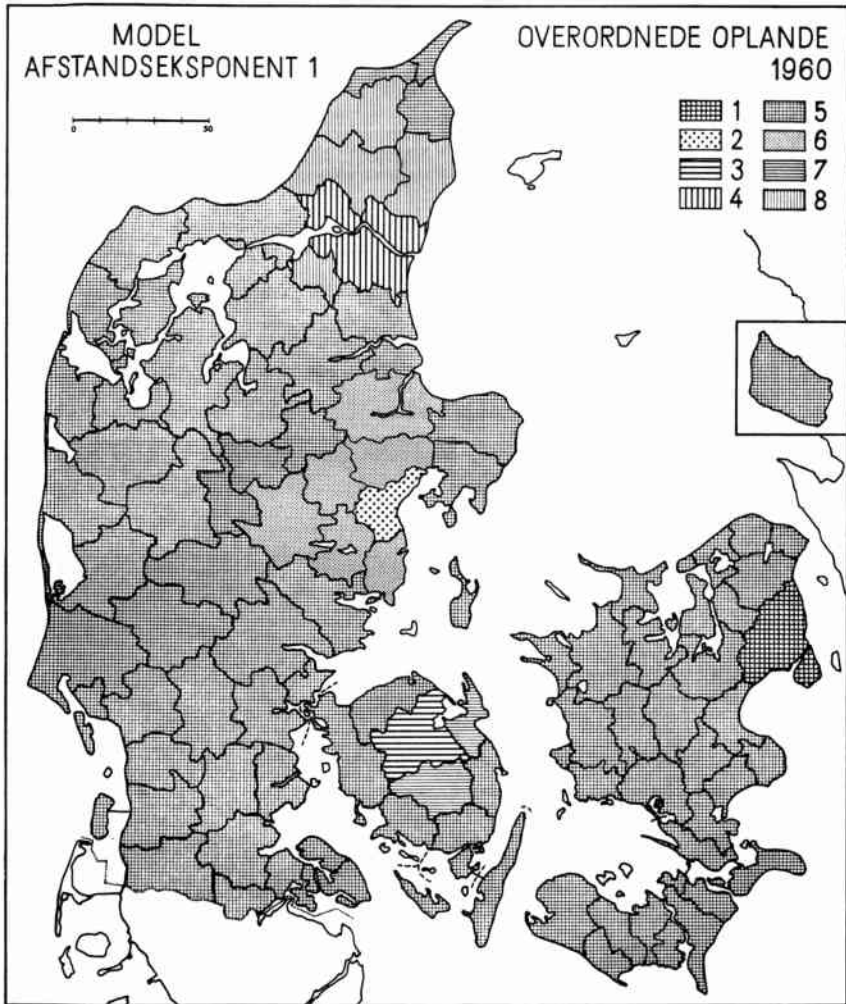 MODEL
AFSTANDSEKSPONENT 1
0 50
OVERORDNEDE OPLANDE
1960
1 5
2 6
3 7
4 8